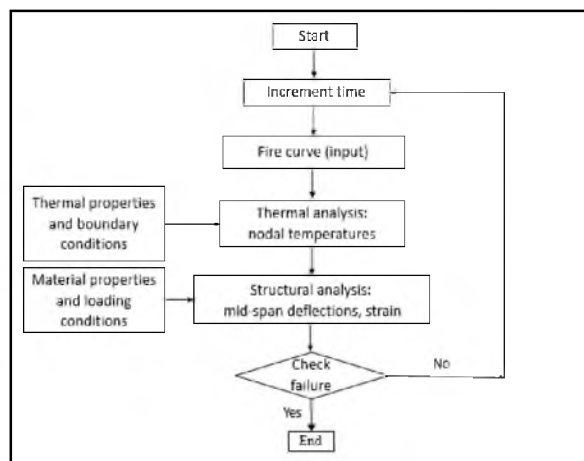 Start
Increment time
Fire curve (input)
Thermal properties
and boundary
conditions
Thermal analysis:
nodal temperatures
Material properties
and loading
conditions
Structural analysis:
mid-span deflections, strain
Check
failure
No
Yes
End